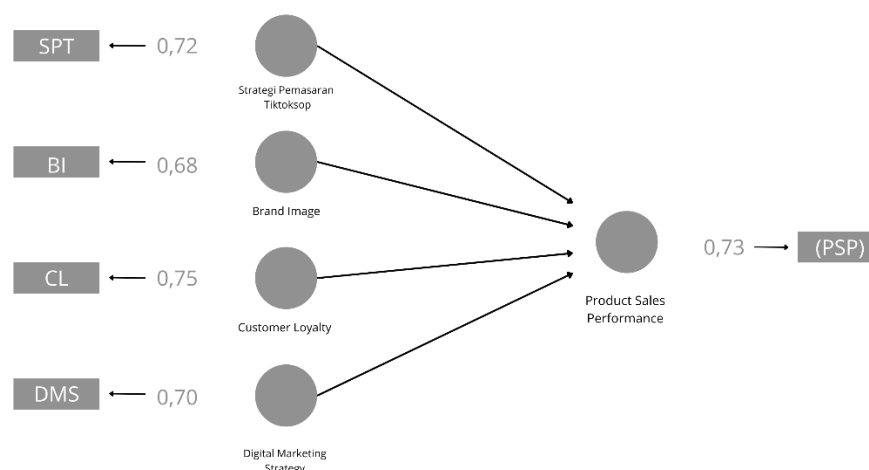 SPT
0,72
Strategi Pemasaran
Tiktoksop
BI
0,68
Brand Image
CL
0,75
Customer Loyalty
DMS
0,70
Digital Marketing
Strategy
Product Sales
Performance
0,73
(PSP)